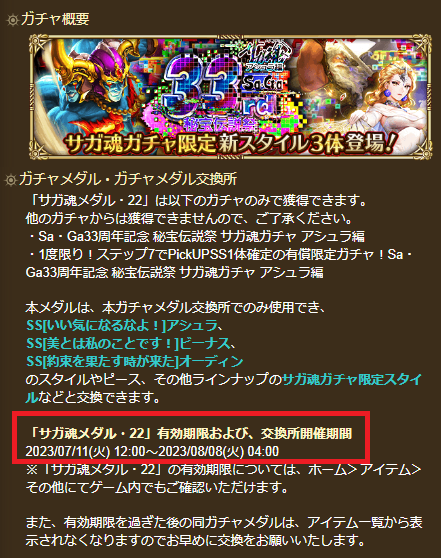 ガチャ概要
サガ魂
アシュラ編
33rd
SaGa
秘宝伝説祭
サガ魂ガチャ限定新スタイル3体登場!
ガチャメダル・ガチャメダル交換所
「サガ魂メダル・22」は以下のガチャのみで獲得できます。
他のガチャからは獲得できませんので、ご了承ください。
・Sa・Ga33周年記念 秘宝伝説祭 サガ魂ガチャ アシュラ編
・1度限り!ステップ7でPickUPSS1体確定の有償限定ガチャ!Sa・
Ga33周年記念 秘宝伝説祭 サガ魂ガチャ アシュラ編
本メダルは、本ガチャメダル交換所でのみ使用でき、
SS[いい気になるなよ!]アシュラ、
SS[美とは私のことです!]ビーナス、
SS[約束を果たす時が来た]オーディン
のスタイルやピース、その他ラインナップのサガ魂ガチャ限定スタイ
ルなどと交換できます。
「サガ魂メダル・22」有効期限および、交換所開催期間
2023/07/11(火) 12:00～2023/08/08(火) 04:00
※「サガ魂メダル・22」の有効期限については、ホーム＞アイテム＞
その他にてゲーム内でもご確認いただけます。
また、有効期限を過ぎた後の同ガチャメダルは、アイテム一覧から表
示されなくなりますのでお早めに交換をお願いいたします。